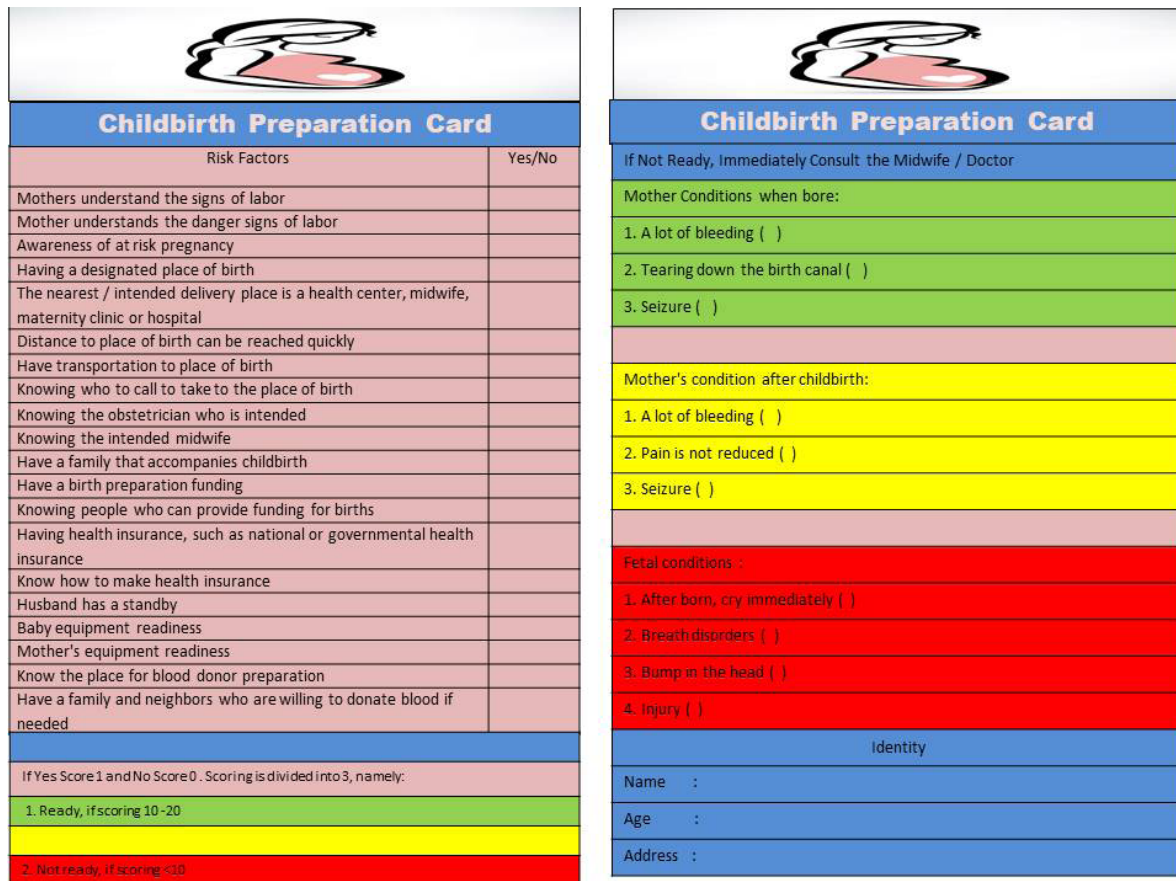 Childbirth Preparation Card
Risk Factors Yes/No
Mothers understand the signs of labor
Mother understands the danger signs of labor
Awareness of at risk pregnancy
Having a designated place of birth
The nearest / intended delivery place is a health center, midwife,
maternity clinic or hospital
Distance to place of birth can be reached quickly
Have transportation to place of birth
Knowing who to call to take to the place of birth
Knowing the obstetrician who is intended
Knowing the intended midwife
Have a family that accompanies childbirth
Have a birth preparation funding
Knowing people who can provide funding for births
Having health insurance, such as national or governmental health
insurance
Know how to make health insurance
Husband has a standby
Baby equipment readiness
Mother's equipment readiness
Know the place for blood donor preparation
Have a family and neighbors who are willing to donate blood if
needed
If Yes Score 1 and No Score 0 . Scoring is divided into 3, namely:
1. Ready, if scoring 10 -20
2. Not ready, if scoring <10
Childbirth Preparation Card
If Not Ready, Immediately Consult the Midwife / Doctor
Mother Conditions when bore:
1. A lot of bleeding ( )
2. Tearing down the birth canal ( )
3. Seizure ( )
Mother's condition after childbirth:
1. A lot of bleeding ( )
2. Pain is not reduced ( )
3. Seizure ( )
Fetal conditions :
1. After born, cry immediately ( )
2. Breath disprders ( )
3. Bump in the head ( )
4. Injury ( )
Identity
Name :
Age :
Address :